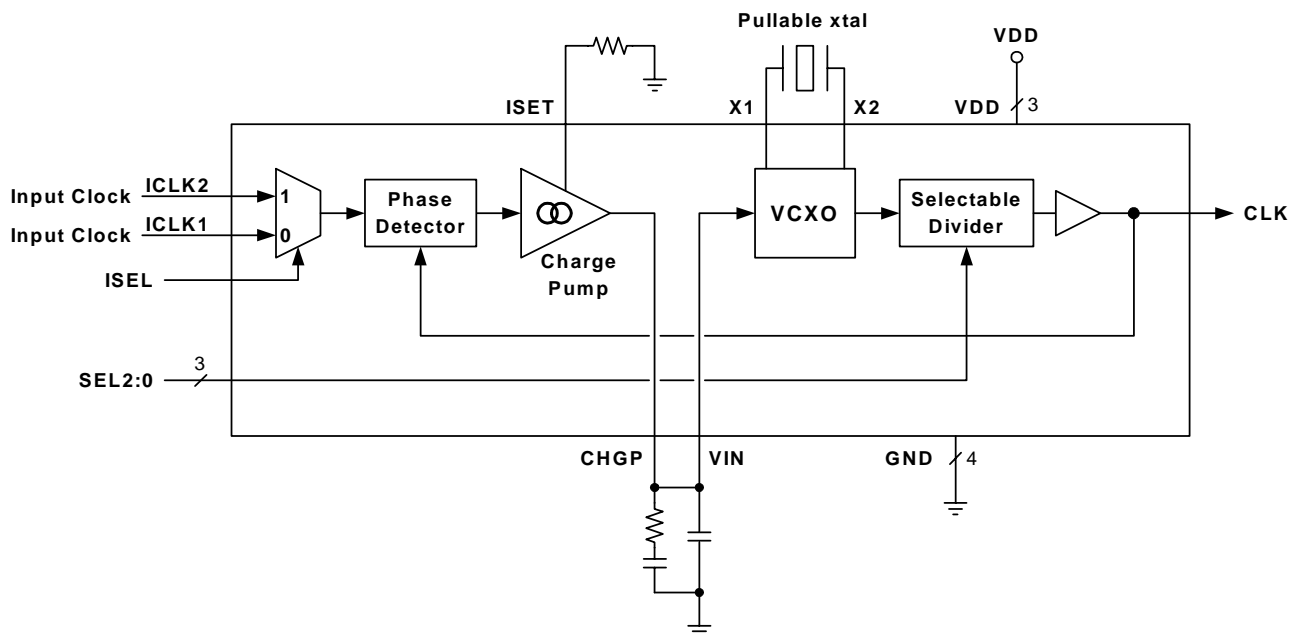 Pullable xtal
VDD
ISET
X1
X2
VDD
3
Input Clock
ICLK2
1
Input Clock
ICLK1
0
ISEL
Phase
Detector
Charge
Pump
VCXO
Selectable
Divider
CLK
SEL2:0
3
CHGP
VIN
GND
4